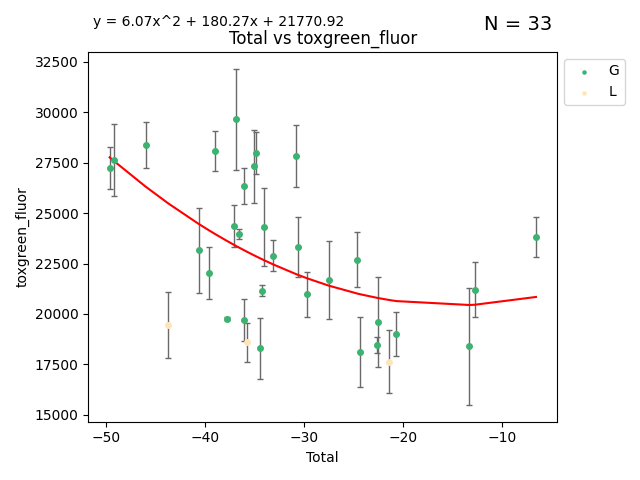 y = 6.07x^2 + 180.27x + 21770.92
N = 33
Total vs toxgreen_fluor
G
L
32500
30000
27500
25000
22500
20000
17500
15000
toxgreen_fluor
−50
−40
−30
−20
−10
Total